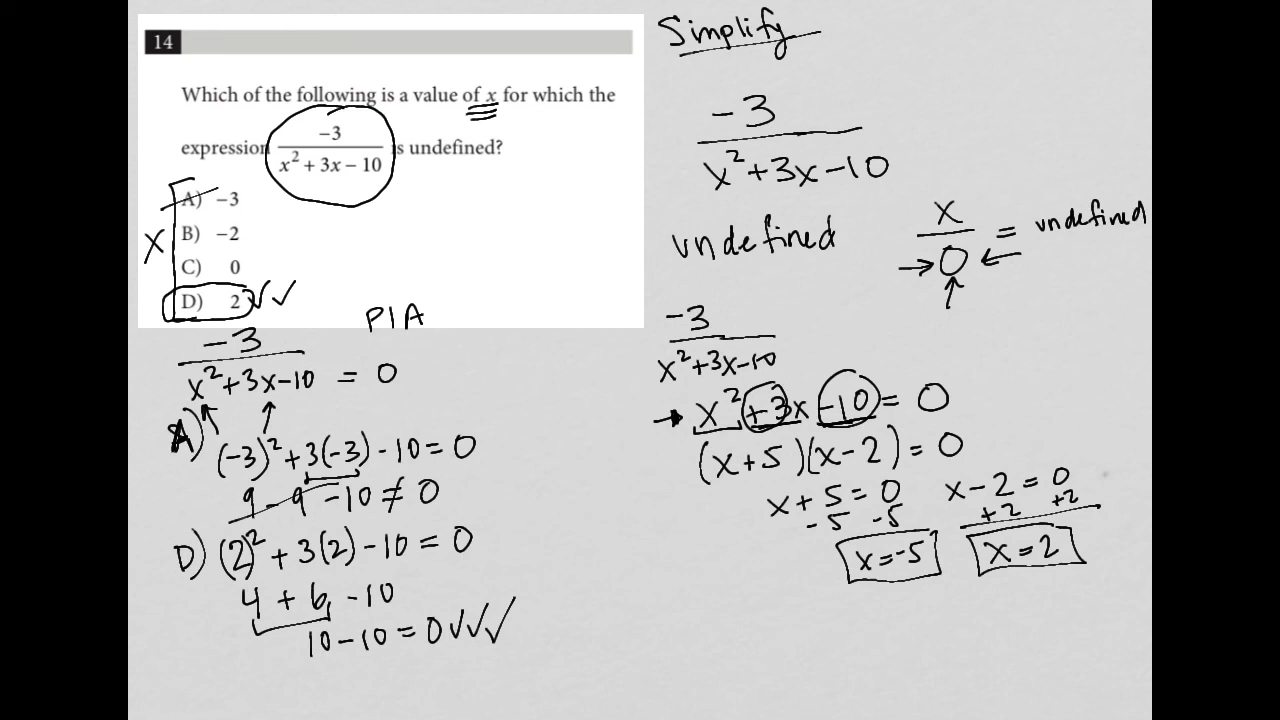 14
Which of the following is a value of x for which the
expression -3 / x² + 3x − 10 is undefined?
A) −3
B) −2
C) 0
D) 2 ✓✓
X
PIA
-3 / x² + 3x - 10 = 0
A) (-3)² + 3(-3) - 10 = 0
9 - 9 - 10 ≠ 0
D) (2)² + 3(2) - 10 = 0
4 + 6 - 10
10 - 10 = 0 ✓✓✓
Simplify
-3 / x² + 3x - 10
undefined
x / 0 = undefined
-3 / x² + 3x - 10
→ x² + 3x - 10 = 0
(x + 5)(x - 2) = 0
x + 5 = 0
- 5 - 5
x = -5
x - 2 = 0
+ 2 + 2
x = 2